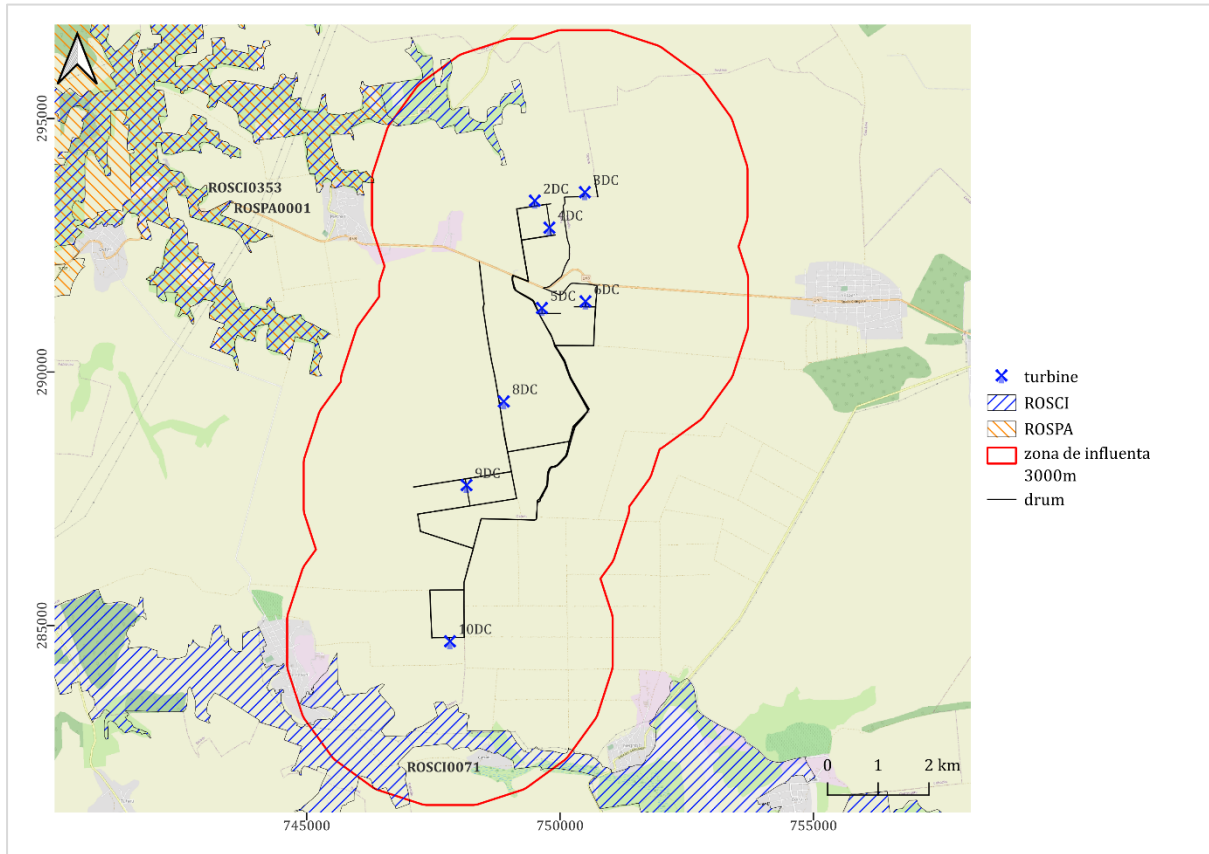 295000
290000
285000
745000
750000
755000
ROSCI0353
ROSPA0001
2DC
3DC
4DC
5DC
6DC
8DC
9DC
10DC
ROSCI0071
0 1 2 km
turbine
ROSCI
ROSPA
zona de influenta
3000m
drum